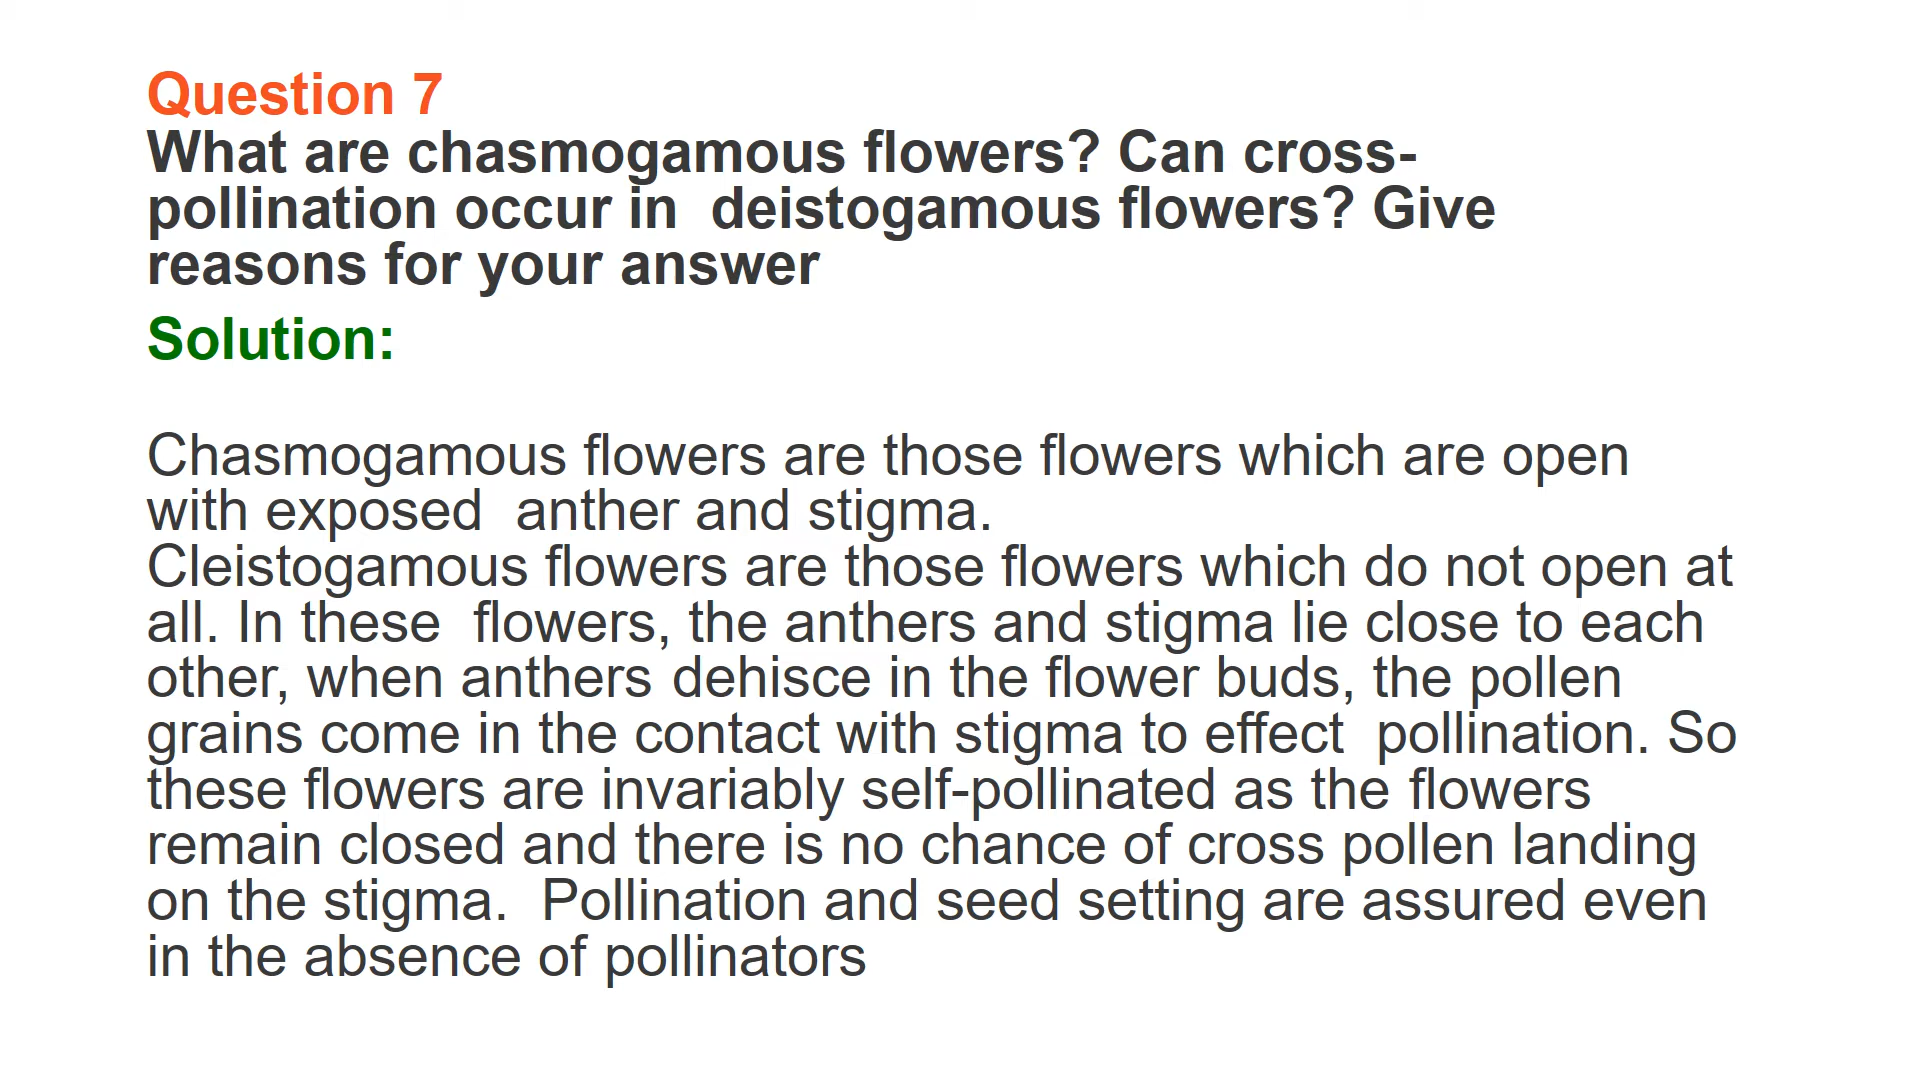 Question 7
What are chasmogamous flowers? Can cross-
pollination occur in  deistogamous flowers? Give
reasons for your answer
Solution:
Chasmogamous flowers are those flowers which are open
with exposed  anther and stigma.
Cleistogamous flowers are those flowers which do not open at
all. In these  flowers, the anthers and stigma lie close to each
other, when anthers dehisce in the flower buds, the pollen
grains come in the contact with stigma to effect  pollination. So
these flowers are invariably self-pollinated as the flowers
remain closed and there is no chance of cross pollen landing
on the stigma.  Pollination and seed setting are assured even
in the absence of pollinators